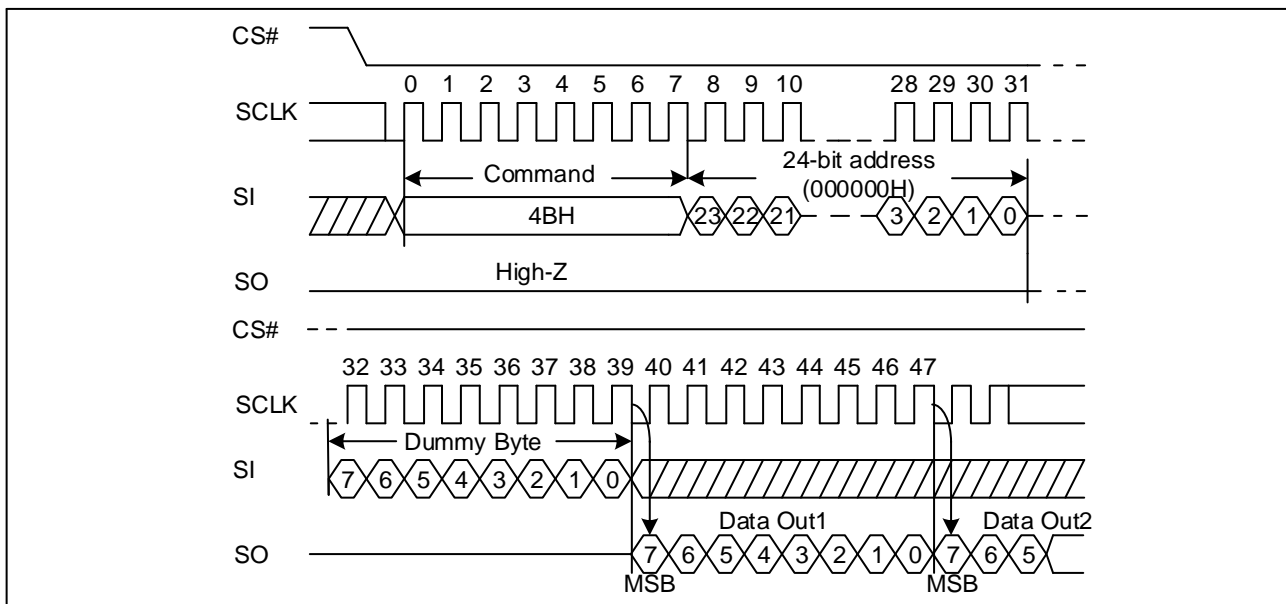 CS#
0 1 2 3 4 5 6 7 8 9 10 28 29 30 31
SCLK
Command
24-bit address
(000000H)
SI
4BH
23 22 21 3 2 1 0
High-Z
SO
CS#
32 33 34 35 36 37 38 39 40 41 42 43 44 45 46 47
SCLK
Dummy Byte
SI
7 6 5 4 3 2 1 0
Data Out1 Data Out2
SO
7 6 5 4 3 2 1 0 7 6 5
MSB MSB